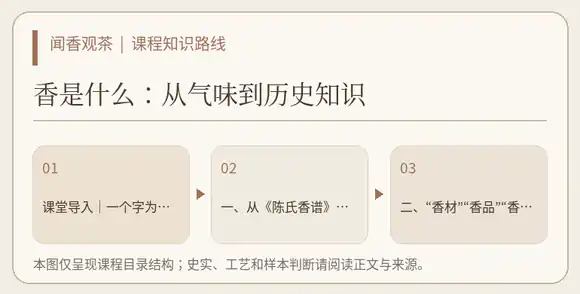 闻香观茶｜课程知识路线
香是什么：从气味到历史知识
01
课堂导入｜一个字为…
02
一、从《陈氏香谱》…
03
二、“香材”“香品”“香…
本图仅呈现课程目录结构；史实、工艺和样本判断请阅读正文与来源。